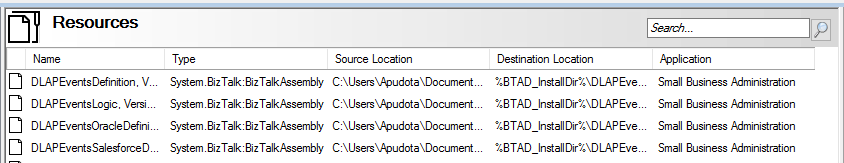 Resources
Search...
Name Type Source Location Destination Location Application
DLAPEventsDefinition, V... System.BizTalk:BizTalkAssembly C:\Users\Apudota\Document... %BTAD_InstallDir%\DLAPEve... Small Business Administration
DLAPEventsLogic, Versi... System.BizTalk:BizTalkAssembly C:\Users\Apudota\Document... %BTAD_InstallDir%\DLAPEve... Small Business Administration
DLAPEventsOracleDefini... System.BizTalk:BizTalkAssembly C:\Users\Apudota\Document... %BTAD_InstallDir%\DLAPEve... Small Business Administration
DLAPEventsSalesforceD... System.BizTalk:BizTalkAssembly C:\Users\Apudota\Document... %BTAD_InstallDir%\DLAPEve... Small Business Administration